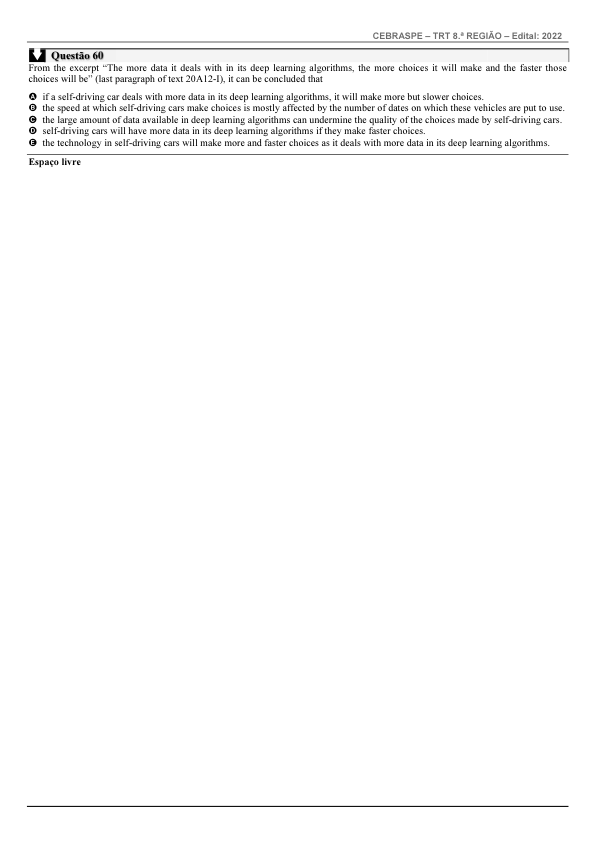 CEBRASPE – TRT 8.ª REGIÃO – Edital: 2022
Questão 60
From the excerpt “The more data it deals with in its deep learning algorithms, the more choices it will make and the faster those
choices will be” (last paragraph of text 20A12-I), it can be concluded that
A if a self-driving car deals with more data in its deep learning algorithms, it will make more but slower choices.
B the speed at which self-driving cars make choices is mostly affected by the number of dates on which these vehicles are put to use.
C the large amount of data available in deep learning algorithms can undermine the quality of the choices made by self-driving cars.
D self-driving cars will have more data in its deep learning algorithms if they make faster choices.
E the technology in self-driving cars will make more and faster choices as it deals with more data in its deep learning algorithms.
Espaço livre